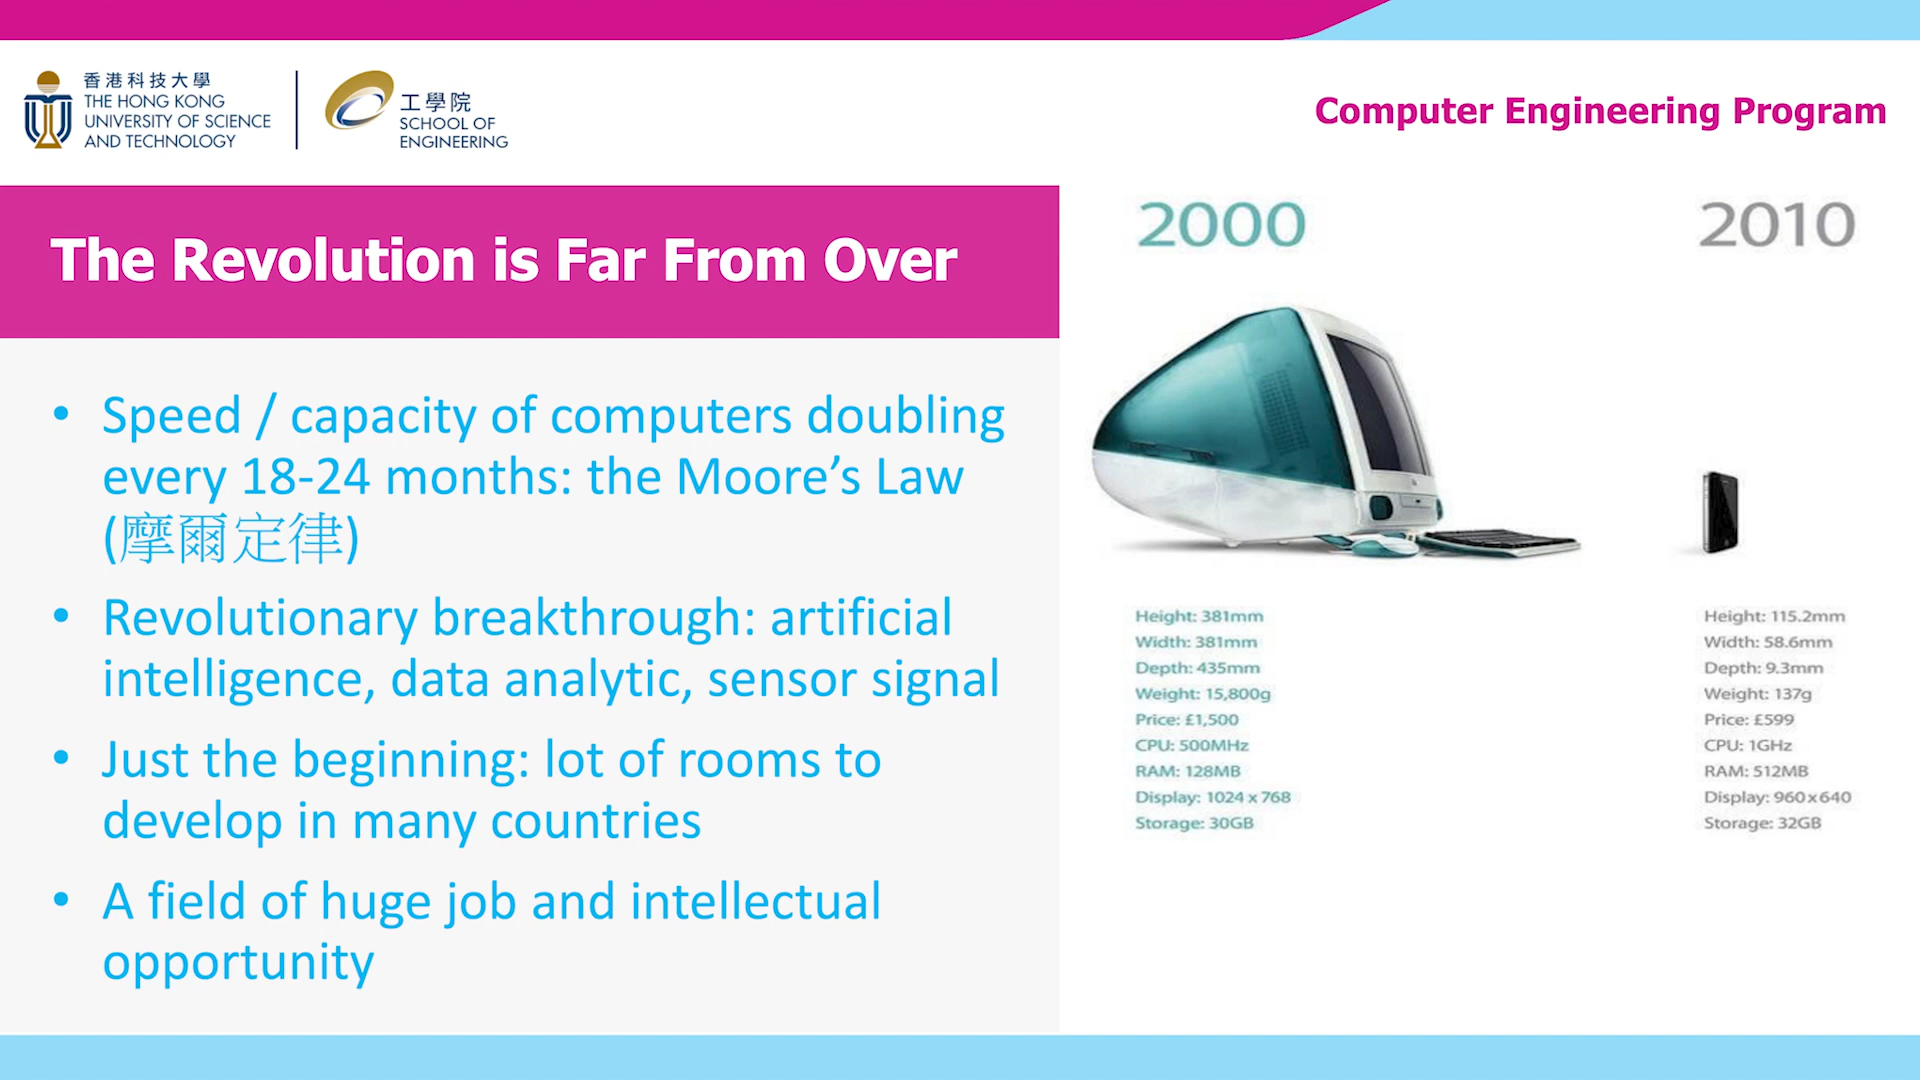 香港科技大學
THE HONG KONG
UNIVERSITY OF SCIENCE
AND TECHNOLOGY
工學院
SCHOOL OF
ENGINEERING
Computer Engineering Program
The Revolution is Far From Over
• Speed / capacity of computers doubling
every 18-24 months: the Moore’s Law
(摩爾定律)
• Revolutionary breakthrough: artificial
intelligence, data analytic, sensor signal
• Just the beginning: lot of rooms to
develop in many countries
• A field of huge job and intellectual
opportunity
2000
Height: 381mm
Width: 381mm
Depth: 435mm
Weight: 15,800g
Price: £1,500
CPU: 500MHz
RAM: 128MB
Display: 1024 x 768
Storage: 30GB
2010
Height: 115.2mm
Width: 58.6mm
Depth: 9.3mm
Weight: 137g
Price: £599
CPU: 1GHz
RAM: 512MB
Display: 960x640
Storage: 32GB